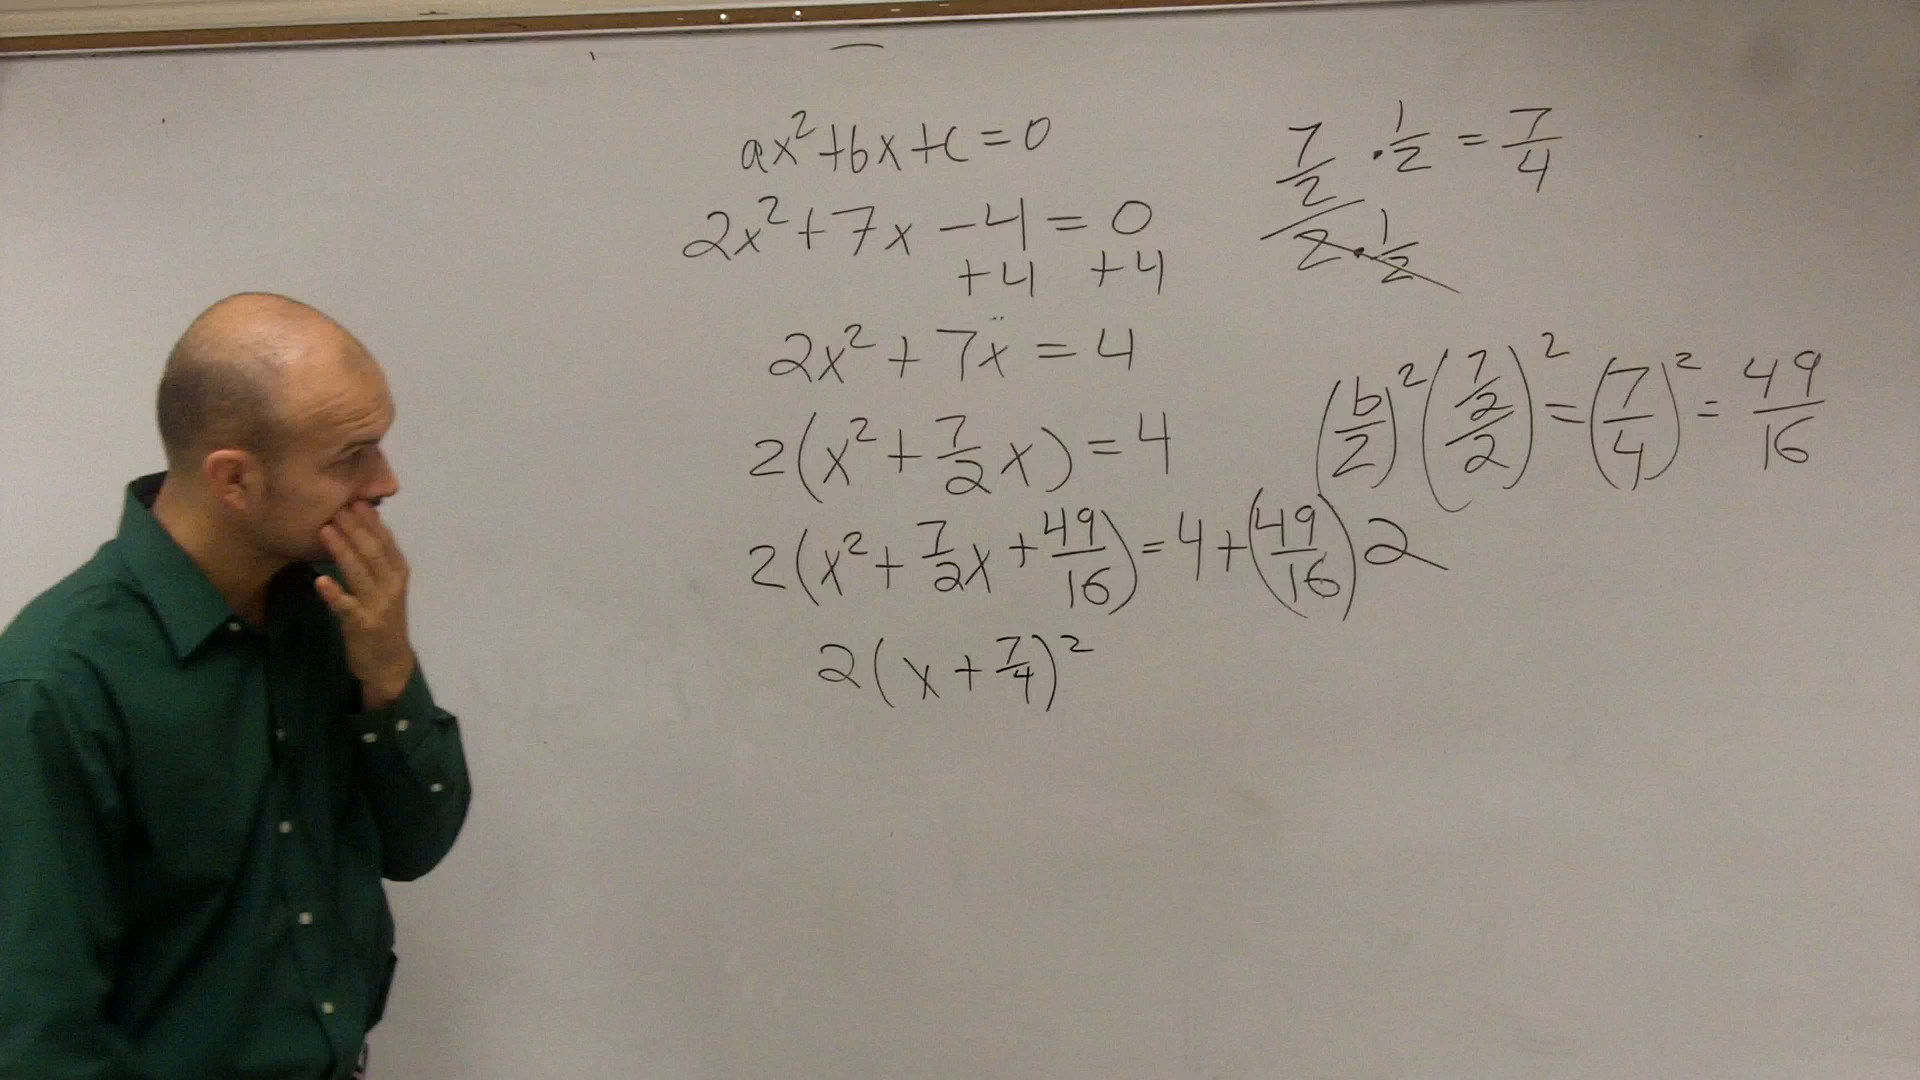 ax²+bx+c=0
2x²+7x-4=0
+4 +4
2x²+7x=4
2(x²+7/2x)=4
2(x²+7/2x+49/16)=4+(49/16)2
2(x+7/4)²
7/2·1/2=7/4
2·1/2
(b/2)²(7/2/2)²=(7/4)²=49/16